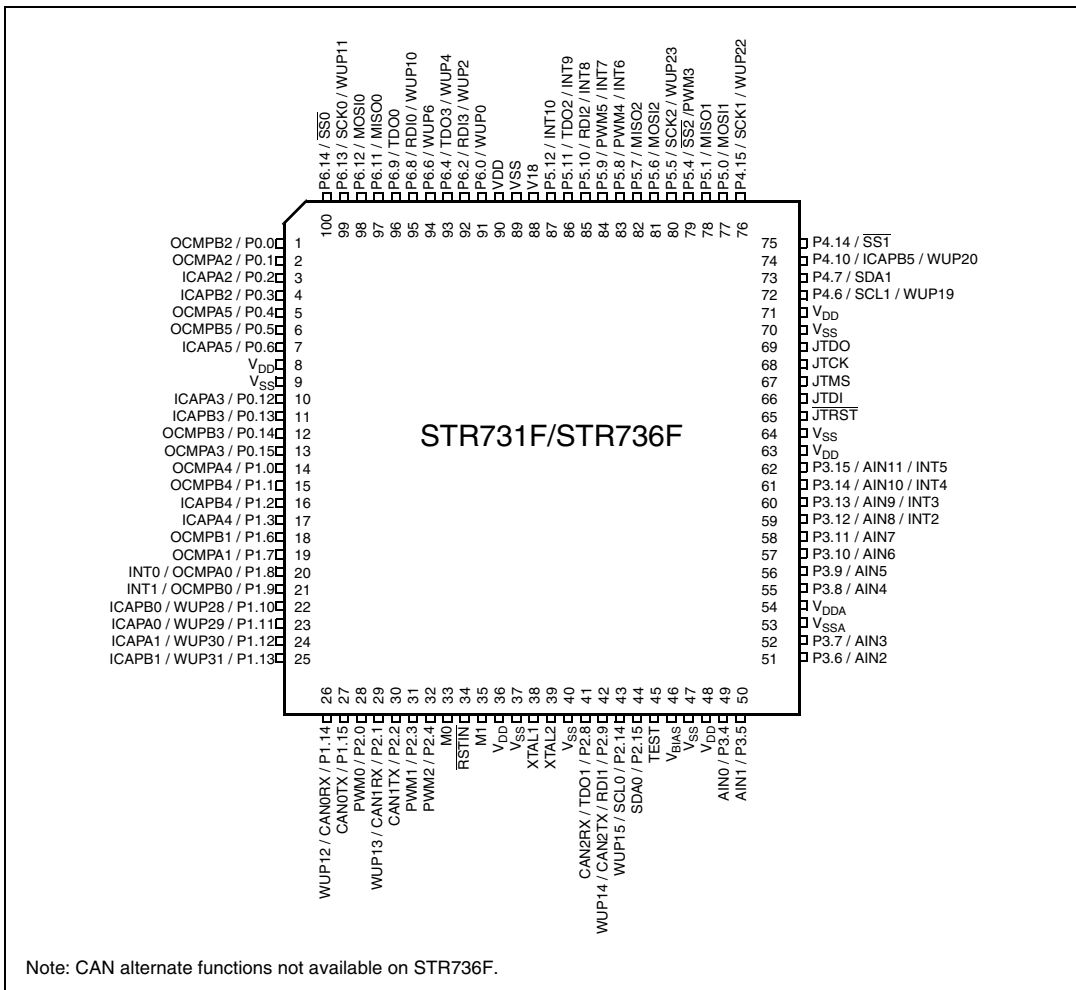 P6.14 / SS0
P6.13 / SCK0 / WUP11
P6.12 / MOSI0
P6.11 / MISO0
P6.9 / TDO0
P6.8 / RDI0 / WUP10
P6.6 / WUP6
P6.4 / TDO3 / WUP4
P6.2 / RDI3 / WUP2
P6.0 / WUP0
VDD
VSS
V18
P5.12 / INT10
P5.11 / TDO2 / INT9
P5.10 / RDI2 / INT8
P5.9 / PWM5 / INT7
P5.8 / PWM4 / INT6
P5.7 / MISO2
P5.6 / MOSI2
P5.5 / SCK2 / WUP23
P5.4 / SS2 /PWM3
P5.1 / MISO1
P5.0 / MOSI1
P4.15 / SCK1 / WUP22
100
99
98
97
96
95
94
93
92
91
90
89
88
87
86
85
84
83
82
81
80
79
78
77
76
OCMPB2 / P0.0 1
OCMPA2 / P0.1 2
ICAPA2 / P0.2 3
ICAPB2 / P0.3 4
OCMPA5 / P0.4 5
OCMPB5 / P0.5 6
ICAPA5 / P0.6 7
VDD 8
VSS 9
ICAPA3 / P0.12 10
ICAPB3 / P0.13 11
OCMPB3 / P0.14 12
OCMPA3 / P0.15 13
OCMPA4 / P1.0 14
OCMPB4 / P1.1 15
ICAPB4 / P1.2 16
ICAPA4 / P1.3 17
OCMPB1 / P1.6 18
OCMPA1 / P1.7 19
INT0 / OCMPA0 / P1.8 20
INT1 / OCMPB0 / P1.9 21
ICAPB0 / WUP28 / P1.10 22
ICAPA0 / WUP29 / P1.11 23
ICAPA1 / WUP30 / P1.12 24
ICAPB1 / WUP31 / P1.13 25
STR731F/STR736F
75 P4.14 / SS1
74 P4.10 / ICAPB5 / WUP20
73 P4.7 / SDA1
72 P4.6 / SCL1 / WUP19
71 VDD
70 VSS
69 JTDO
68 JTCK
67 JTMS
66 JTDI
65 JTRST
64 VSS
63 VDD
62 P3.15 / AIN11 / INT5
61 P3.14 / AIN10 / INT4
60 P3.13 / AIN9 / INT3
59 P3.12 / AIN8 / INT2
58 P3.11 / AIN7
57 P3.10 / AIN6
56 P3.9 / AIN5
55 P3.8 / AIN4
54 VDDA
53 VSSA
52 P3.7 / AIN3
51 P3.6 / AIN2
26
27
28
29
30
31
32
33
34
35
36
37
38
39
40
41
42
43
44
45
46
47
48
49
50
WUP12 / CAN0RX / P1.14
CAN0TX / P1.15
PWM0 / P2.0
WUP13 / CAN1RX / P2.1
CAN1TX / P2.2
PWM1 / P2.3
PWM2 / P2.4
M0
RSTIN
M1
VDD
VSS
XTAL1
XTAL2
VSS
CAN2RX / TDO1 / P2.8
WUP14 / CAN2TX / RDI1 / P2.9
WUP15 / SCL0 / P2.14
SDA0 / P2.15
TEST
VBIAS
VSS
VDD
AIN0 / P3.4
AIN1 / P3.5
Note: CAN alternate functions not available on STR736F.